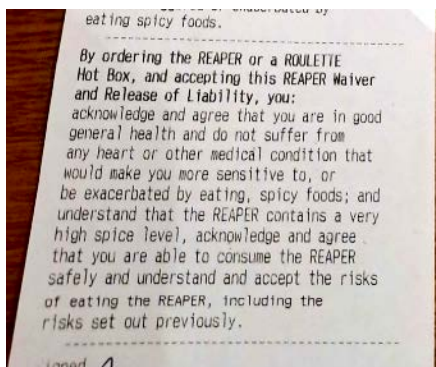 eating spicy foods.
By ordering the REAPER or a ROULETTE
Hot Box, and accepting this REAPER Waiver
and Release of Liability, you:
acknowledge and agree that you are in good
general health and do not suffer from
any heart or other medical condition that
would make you more sensitive to, or
be exacerbated by eating, spicy foods; and
understand that the REAPER contains a very
high spice level, acknowledge and agree
that you are able to consume the REAPER
safely and understand and accept the risks
of eating the REAPER, including the
risks set out previously.